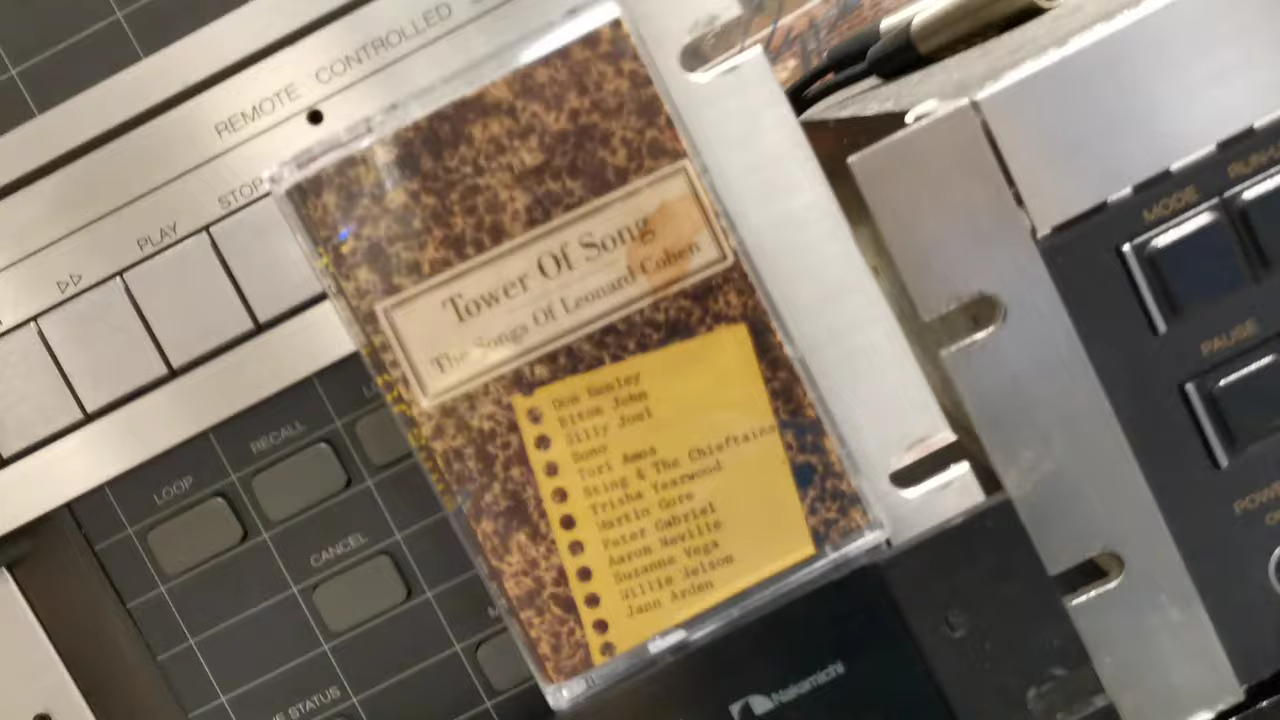 REMOTE CONTROLLED
STOP
PLAY
LOOP
RECALL
CANCEL
STATUS
Tower Of Song
The Songs Of Leonard Cohen
Don Henley
Elton John
Billy Joel
Bono
Tori Amos
Sting & The Chieftains
Trisha Yearwood
Martin Gore
Peter Gabriel
Aaron Neville
Suzanne Vega
Willie Nelson
Jann Arden
MODE
PAUSE
Nakamichi